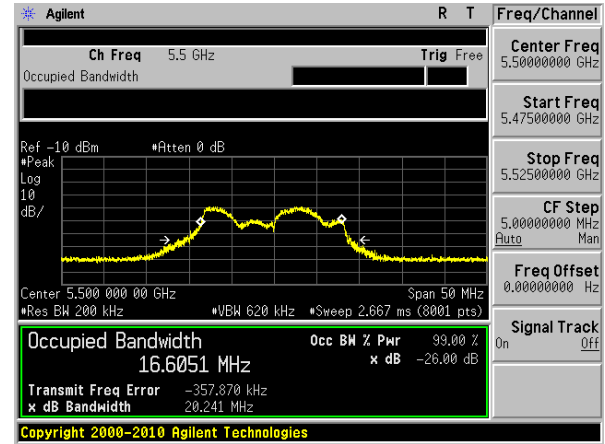 Agilent R T
Freq/Channel
Ch Freq 5.5 GHz Trig Free
Occupied Bandwidth
Center Freq
5.50000000 GHz
Start Freq
5.47500000 GHz
Stop Freq
5.52500000 GHz
CF Step
5.00000000 MHz
Auto Man
Freq Offset
0.00000000 Hz
Signal Track
On Off
Ref -10 dBm #Atten 0 dB
#Peak
Log
10
dB/
Center 5.500 000 00 GHz Span 50 MHz
#Res BW 200 kHz #VBW 620 kHz #Sweep 2.667 ms (8001 pts)
Occupied Bandwidth Occ BW % Pwr 99.00 %
16.6051 MHz x dB -26.00 dB
Transmit Freq Error -357.870 kHz
x dB Bandwidth 20.241 MHz
Copyright 2000-2010 Agilent Technologies